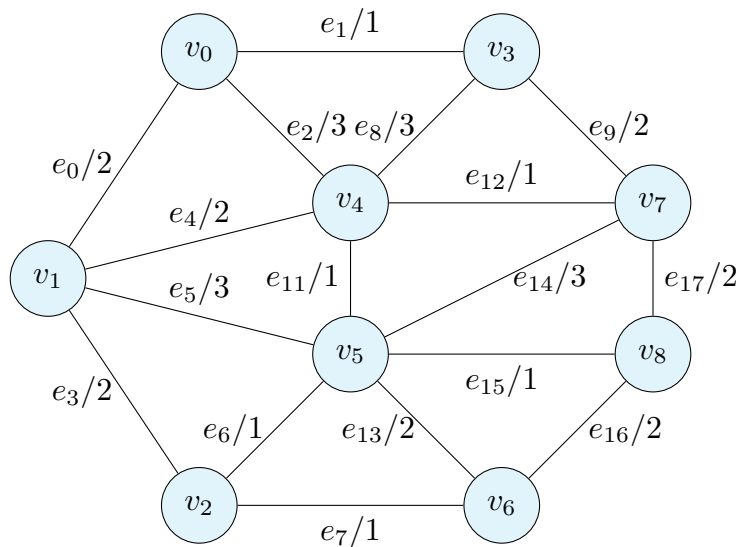 e₁/1
v₀
v₃
e₂/3
e₈/3
e₉/2
e₀/2
e₁₂/1
v₄
v₇
e₄/2
v₁
e₁₁/1
e₁₄/3
e₁₇/2
e₅/3
v₅
v₈
e₁₅/1
e₃/2
e₆/1
e₁₃/2
e₁₆/2
v₂
v₆
e₇/1